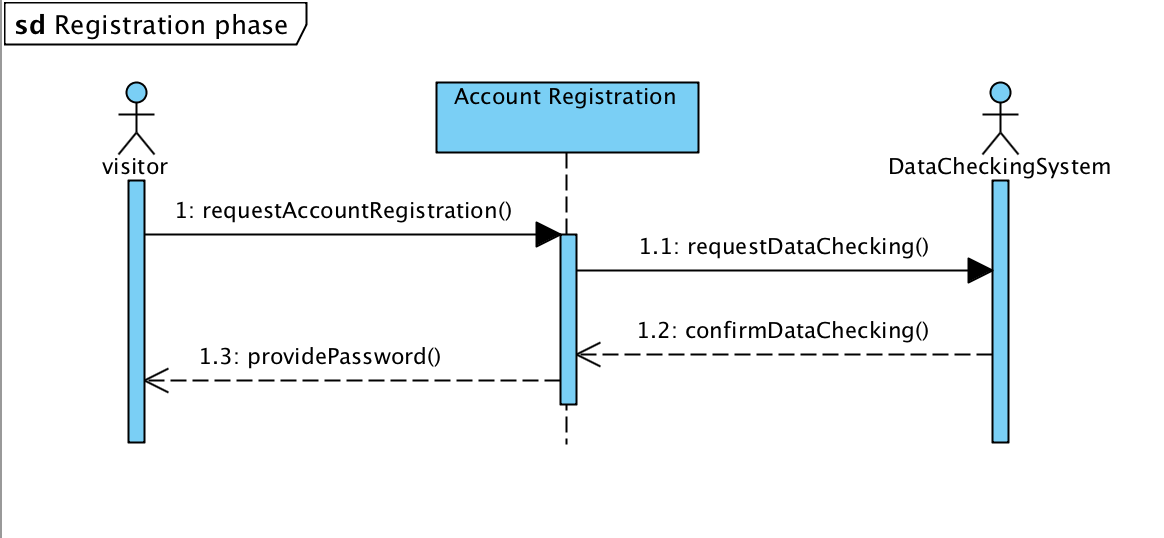 sd Registration phase
Account Registration
visitor
DataCheckingSystem
1: requestAccountRegistration()
1.1: requestDataChecking()
1.2: confirmDataChecking()
1.3: providePassword()